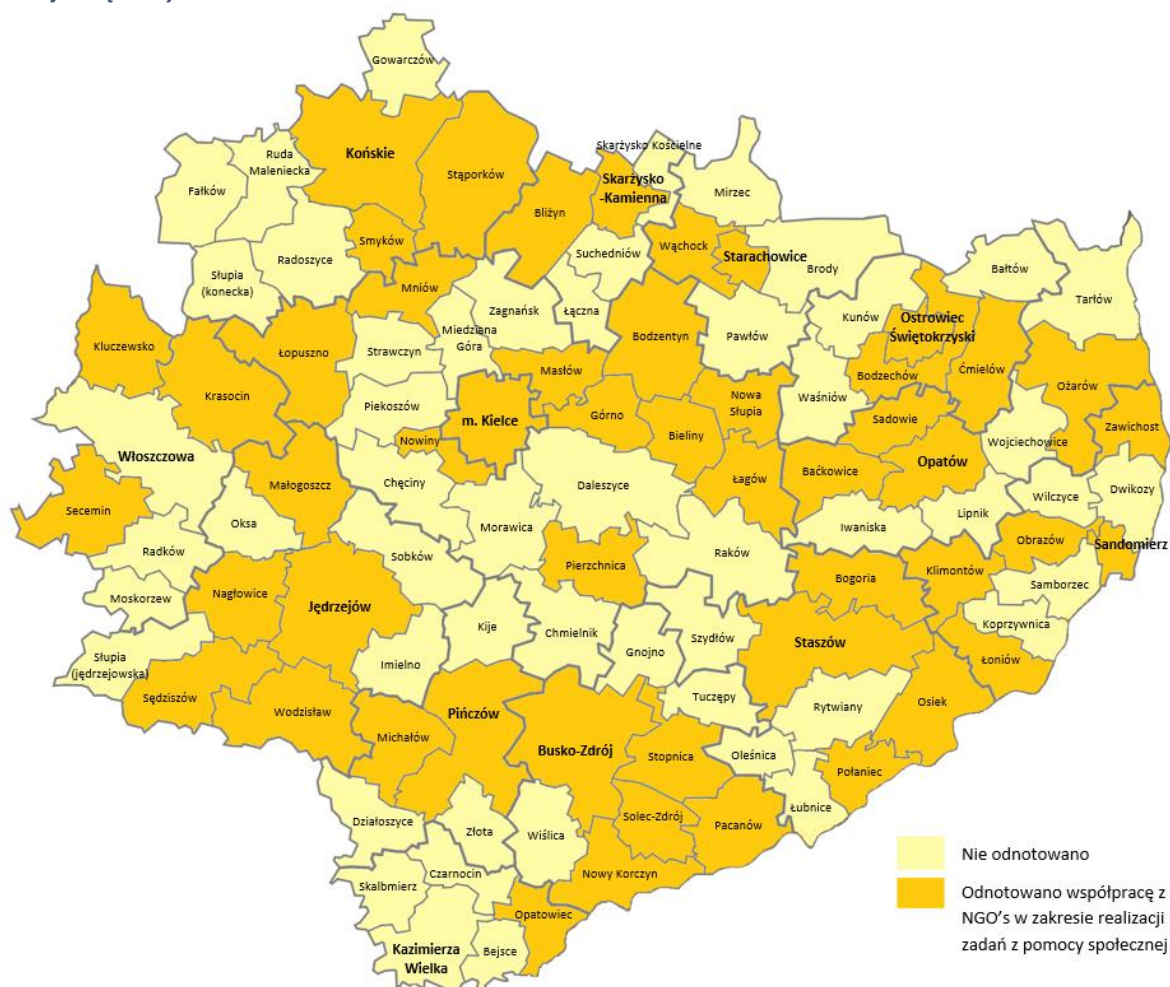 Gowarczów
Ruda
Maleniecka
Końskie
Skarżysko Kościelne
Fałków
Stąporków
Skarżysko
-Kamienna
Mirzec
Bliżyn
Smyków
Wąchock
Radoszyce
Suchedniów
Starachowice
Słupia
(konecka)
Brody
Bałtów
Mniów
Tarłów
Zagnańsk
Łączna
Kunów
Ostrowiec
Świętokrzyski
Kluczewsko
Łopuszno
Strawczyn
Miedziana
Góra
Bodzentyn
Pawłów
Masłów
Bodzechów
Ćmielów
Ożarów
Krasocin
Nowa
Słupia
Waśniów
Piekoszów
m. Kielce
Górno
Sadowie
Zawichost
Nowiny
Bieliny
Wojciechowice
Włoszczowa
Małogoszcz
Chęciny
Łagów
Baćkowice
Opatów
Daleszyce
Dwikozy
Secemin
Wilczyce
Oksa
Morawica
Iwaniska
Lipnik
Radków
Sobków
Raków
Obrazów
Sandomierz
Pierzchnica
Moskorzew
Nagłowice
Bogoria
Klimontów
Samborzec
Jędrzejów
Kije
Chmielnik
Koprzywnica
Szydłów
Staszów
Gnojno
Słupia
(jędrzejowska)
Imielno
Łoniów
Sędziszów
Tuczępy
Osiek
Wodzisław
Pińczów
Rytwiany
Michałów
Busko-Zdrój
Stopnica
Oleśnica
Połaniec
Łubnice
Działoszyce
Złota
Wiślica
Solec-Zdrój
Pacanów
Czarnocin
Nowy Korczyn
Skalbmierz
Opatowiec
Kazimierza
Wielka
Bejsce
Nie odnotowano
Odnotowano współpracę z
NGO's w zakresie realizacji
zadań z pomocy społecznej